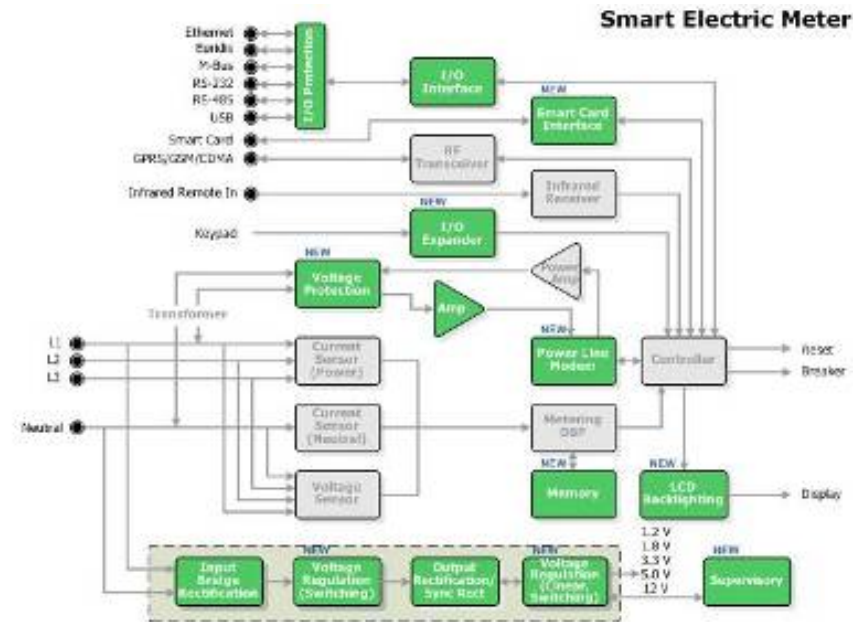 Smart Electric Meter
Ethernet
Euridis
M-Bus
RS-232
RS-485
USB
I/O Protection
I/O
Interface
NEW
Smart Card
Interface
Smart Card
GPRS/GSM/CDMA
RF
Transceiver
Infrared Remote In
Infrared
Receiver
NEW
Keypad
I/O
Expander
NEW
Voltage
Protection
Power
Amp
Amp
Transformer
NEW
L1
L2
L3
Current
Sensor
(Power)
Power Line
Modem
Controller
Reset
Breaker
Neutral
Current
Sensor
(Neutral)
Metering
DSP
Voltage
Sensor
NEW
Memory
NEW
LCD
Backlighting
Display
1.2 V
1.8 V
3.3 V
5.0 V
12 V
Input
Bridge
Rectification
NEW
Voltage
Regulation
(Switching)
Output
Rectification/
Sync Rect
NEW
Voltage
Regulation
(Linear,
Switching)
NEW
Supervisory